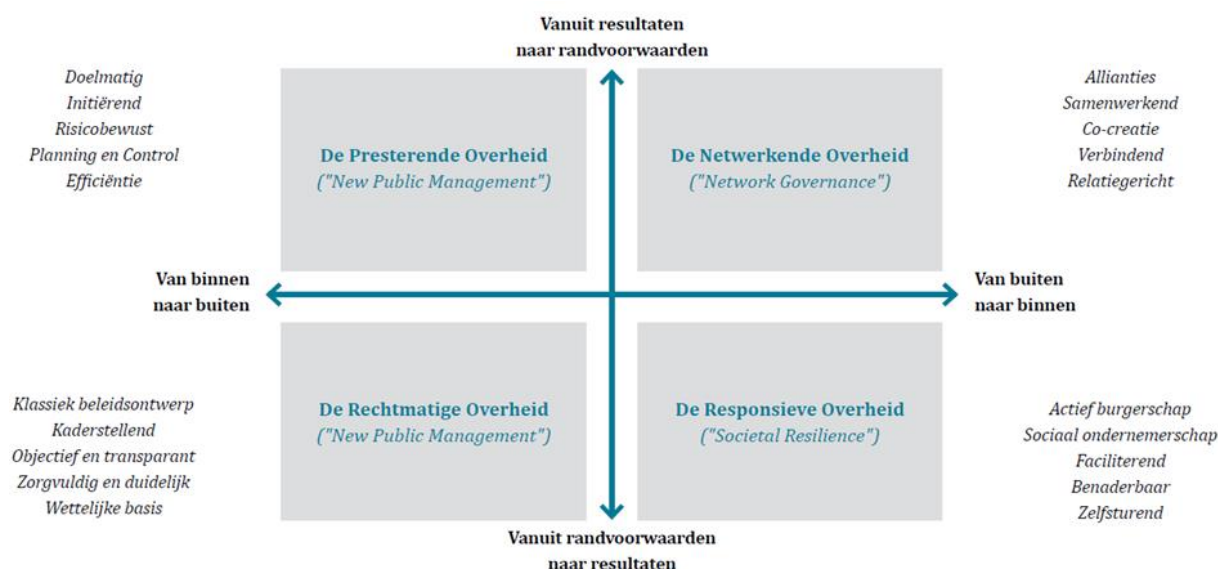 Vanuit resultaten
naar randvoorwaarden
Doelmatig
Initiërend
Risicobewust
Planning en Control
Efficiëntie
De Presterende Overheid
("New Public Management")
De Netwerkende Overheid
("Network Governance")
Allianties
Samenwerkend
Co-creatie
Verbindend
Relatiegericht
Van binnen
naar buiten
Van buiten
naar binnen
Klassiek beleidsontwerp
Kaderstellend
Objectief en transparant
Zorgvuldig en duidelijk
Wettelijke basis
De Rechtmatige Overheid
("New Public Management")
De Responsieve Overheid
("Societal Resilience")
Actief burgerschap
Sociaal ondernemerschap
Faciliterend
Benaderbaar
Zelfsturend
Vanuit randvoorwaarden
naar resultaten